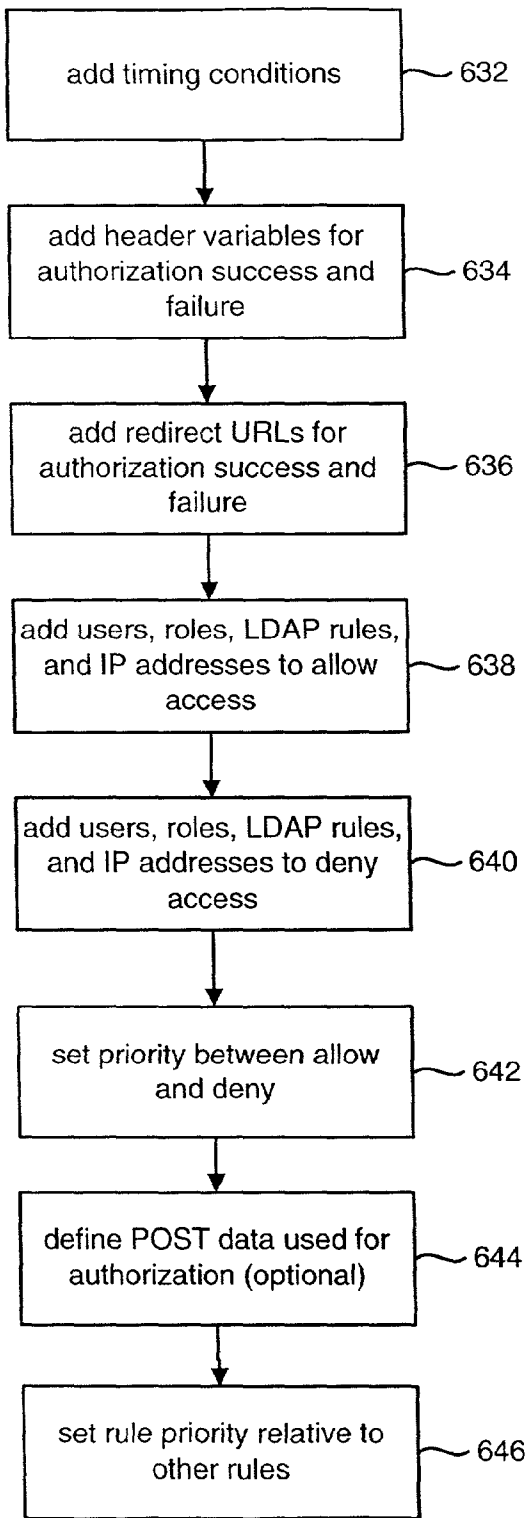 add timing conditions
632
add header variables for
authorization success and
failure
634
add redirect URLs for
authorization success and
failure
636
add users, roles, LDAP rules,
and IP addresses to allow
access
638
add users, roles, LDAP rules,
and IP addresses to deny
access
640
set priority between allow
and deny
642
define POST data used for
authorization (optional)
644
set rule priority relative to
other rules
646